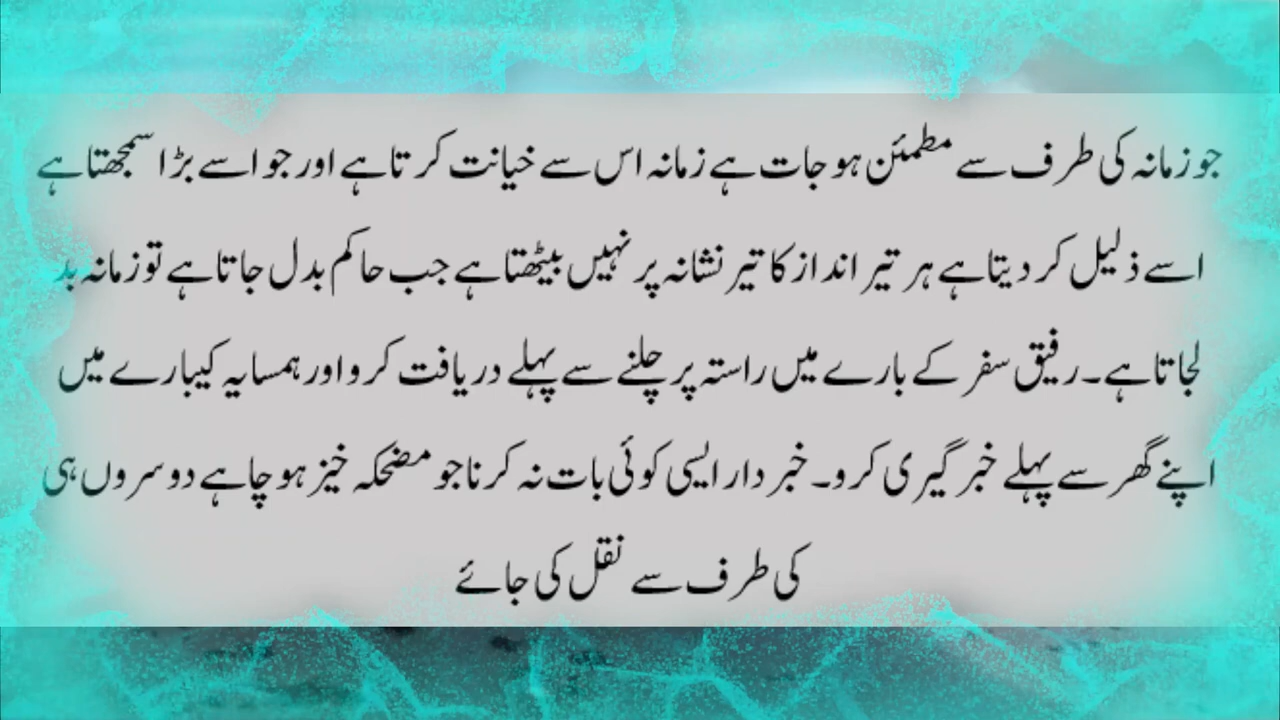 جو زمانہ کی طرف سے مطمئن ہو جات ہے زمانہ اس سے خیانت کرتا ہے اور جو اسے بڑا سمجھتا ہے
اسے ذلیل کر دیتا ہے ہر تیر انداز کا تیر نشانہ پر نہیں بیٹھتا ہے جب حاکم بدل جاتا ہے تو زمانہ بد
لجاتا ہے۔ رفیق سفر کے بارے میں راستہ پر چلنے سے پہلے دریافت کرو اور ہمسایہ کیبارے میں
اپنے گھر سے پہلے خبر گیری کرو۔ خبر دار ایسی کوئی بات نہ کرنا جو مضحکہ خیز ہو چاہے دوسروں ہی
کی طرف سے نقل کی جائے